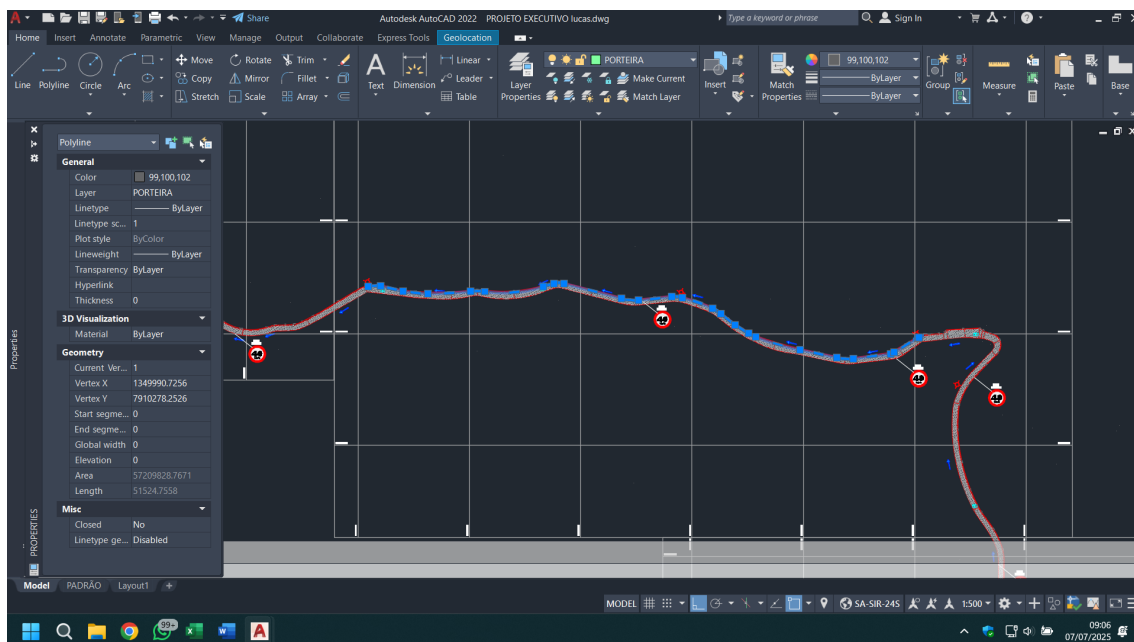 Share
Autodesk AutoCAD 2022 PROJETO EXECUTIVO lucas.dwg
Type a keyword or phrase
Sign In
Home Insert Annotate Parametric View Manage Output Collaborate Express Tools Geolocation
Line Polyline Circle Arc
Move Rotate Trim
Copy Mirror Fillet
Stretch Scale Array
Text Dimension
Linear
Leader
Table
Layer Properties
PORTEIRA
Make Current
Match Layer
Insert
Match Properties
99,100,102
ByLayer
ByLayer
Group
Measure
Paste
Base
Polyline
General
Color 99,100,102
Layer PORTEIRA
Linetype ByLayer
Linetype sc... 1
Plot style ByColor
Lineweight ByLayer
Transparency ByLayer
Hyperlink
Thickness 0
3D Visualization
Material ByLayer
Geometry
Current Ver... 1
Vertex X 1349990.7256
Vertex Y 7910278.2526
Start segme... 0
End segme... 0
Global width 0
Elevation 0
Area 57209828.7671
Length 51524.7558
Misc
Closed No
Linetype ge... Disabled
Properties
PROPERTIES
40
40
40
40
Model PADRÃO Layout1 +
MODEL
SA-SIR-24S
1:500
99+
09:06
07/07/2025